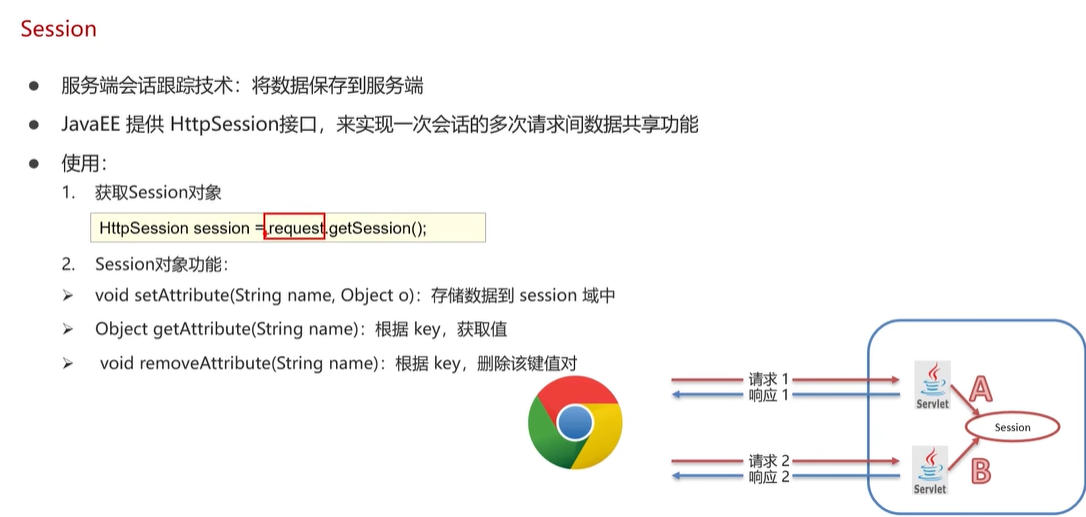 Session
● 服务端会话跟踪技术：将数据保存到服务端
● JavaEE 提供 HttpSession接口，来实现一次会话的多次请求间数据共享功能
● 使用：
1. 获取Session对象
HttpSession session = request.getSession();
2. Session对象功能：
➢ void setAttribute(String name, Object o)：存储数据到 session 域中
➢ Object getAttribute(String name)：根据 key，获取值
➢ void removeAttribute(String name)：根据 key，删除该键值对
请求 1
响应 1
Servlet
A
Session
请求 2
响应 2
Servlet
B